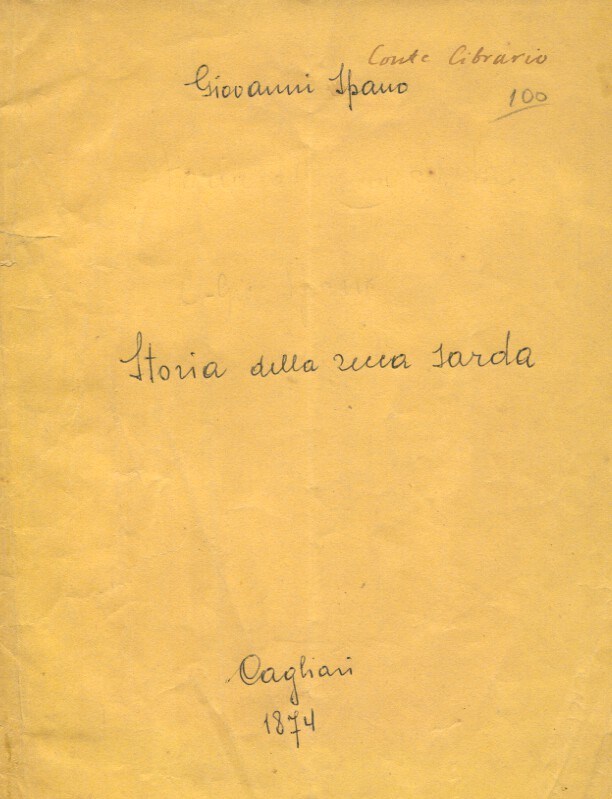 Conte Cibrario
Giovanni Spano
100
Storia della zecca sarda
Cagliari
1874